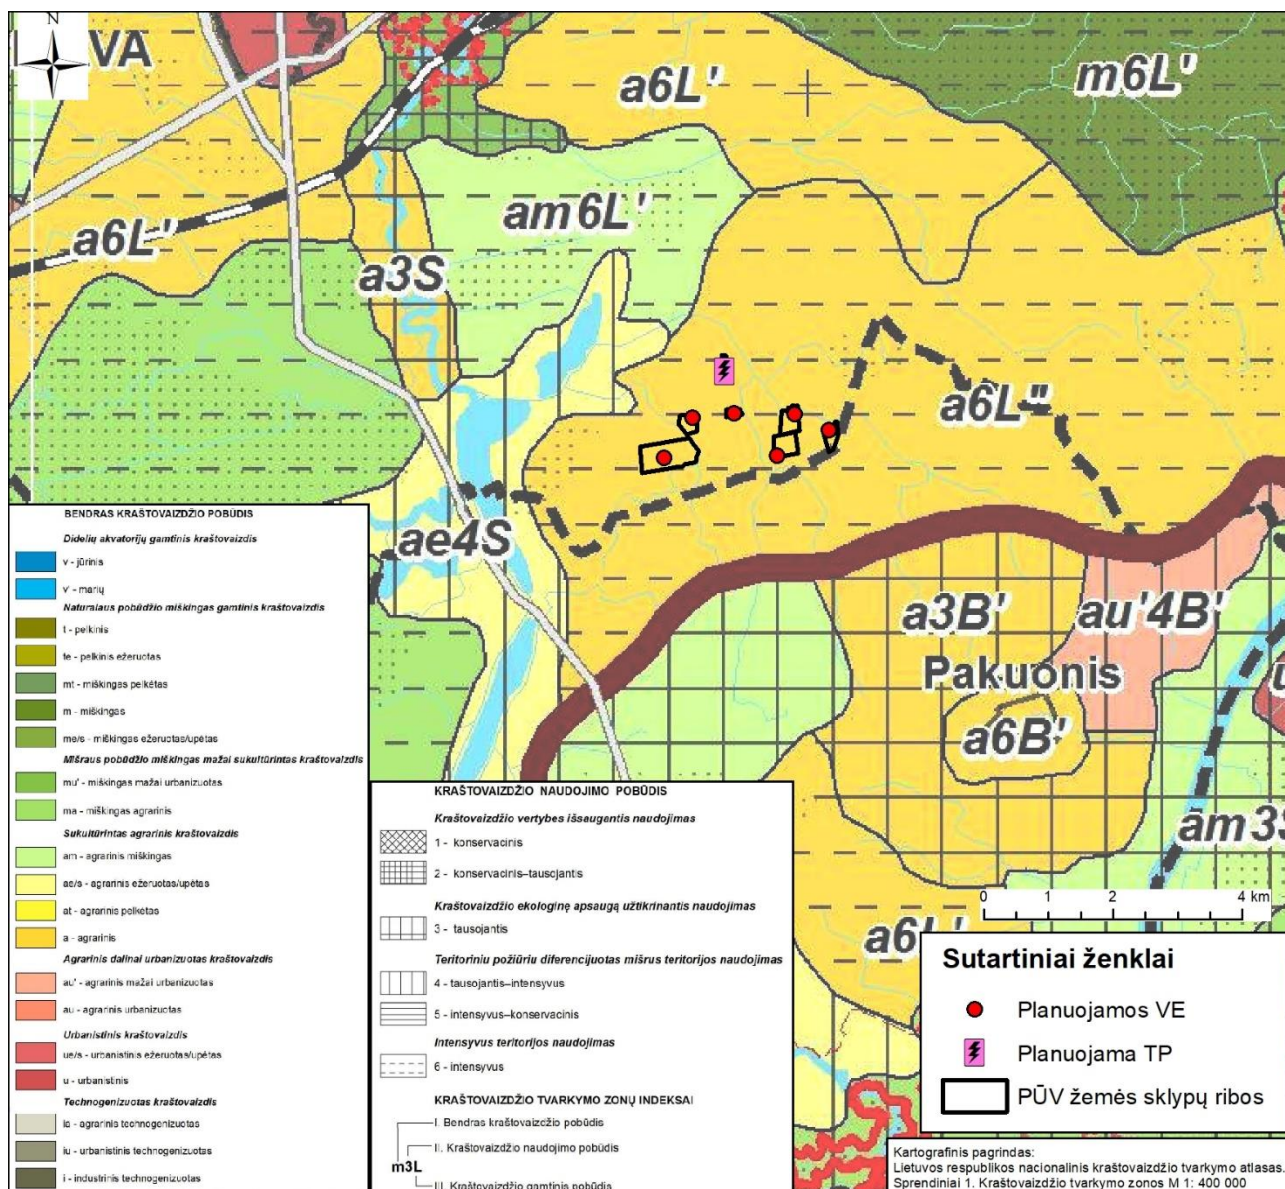 N
VA
a6L'
m6L'
am6L'
a6L'
a3S
a6L"
ae4S
a3B'
au'4B'
Pakuonis
a6B'
am3S
a6L'
0 1 2 4 km
BENDRAS KRAŠTOVAIZDŽIO POBŪDIS
Didelių akvatorijų gamtinis kraštovaizdis
v - jūrinis
v' - marių
Natūralaus pobūdžio miškingas gamtinis kraštovaizdis
t - pelkinis
te - pelkinis ežeruotas
mt - miškingas pelkėtas
m - miškingas
me/s - miškingas ežeruotas/upėtas
Mišraus pobūdžio miškingas mažai sukultūrintas kraštovaizdis
mu' - miškingas mažai urbanizuotas
ma - miškingas agrarinis
Sukultūrintas agrarinis kraštovaizdis
am - agrarinis miškingas
ae/s - agrarinis ežeruotas/upėtas
at - agrarinis pelkėtas
a - agrarinis
Agrarinis dalinai urbanizuotas kraštovaizdis
au' - agrarinis mažai urbanizuotas
au - agrarinis urbanizuotas
Urbanistinis kraštovaizdis
ue/s - urbanistinis ežeruotas/upėtas
u - urbanistinis
Technogenizuotas kraštovaizdis
ia - agrarinis technogenizuotas
iu - urbanistinis technogenizuotas
i - industrinis technogenizuotas
KRAŠTOVAIZDŽIO NAUDOJIMO POBŪDIS
Kraštovaizdžio vertybes išsaugantis naudojimas
1 - konservacinis
2 - konservacinis–tausojantis
Kraštovaizdžio ekologinę apsaugą užtikrinantis naudojimas
3 - tausojantis
Teritoriniu požiūriu diferencijuotas mišrus teritorijos naudojimas
4 - tausojantis–intensyvus
5 - intensyvus–konservacinis
Intensyvus teritorijos naudojimas
6 - intensyvus
KRAŠTOVAIZDŽIO TVARKYMO ZONŲ INDEKSAI
I. Bendras kraštovaizdžio pobūdis
II. Kraštovaizdžio naudojimo pobūdis
m3L
III. Kraštovaizdžio gamtinis pobūdis
Sutartiniai ženklai
Planuojamos VE
Planuojama TP
PŪV žemės sklypų ribos
Kartografinis pagrindas:
Lietuvos respublikos nacionalinis kraštovaizdžio tvarkymo atlasas.
Sprendiniai 1. Kraštovaizdžio tvarkymo zonos M 1: 400 000